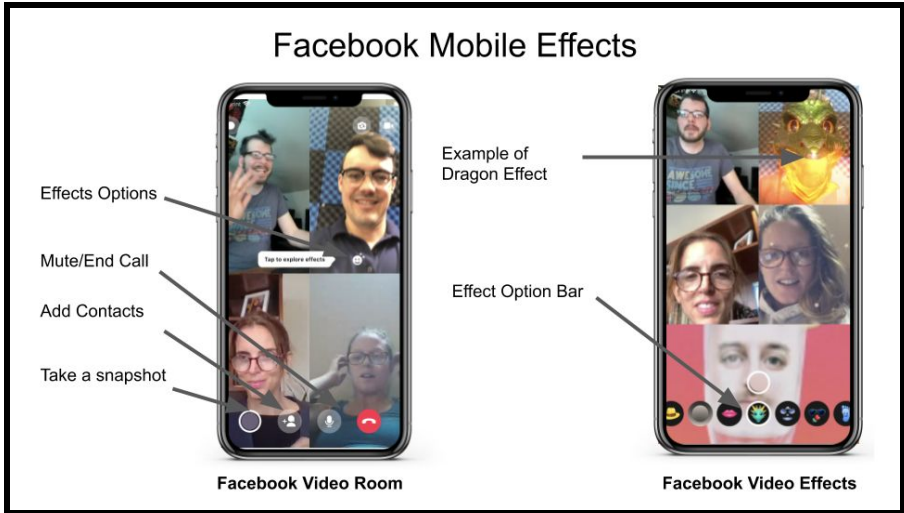 Facebook Mobile Effects
Effects Options
Mute/End Call
Add Contacts
Take a snapshot
Tap to explore effects
Facebook Video Room
Example of
Dragon Effect
Effect Option Bar
Facebook Video Effects